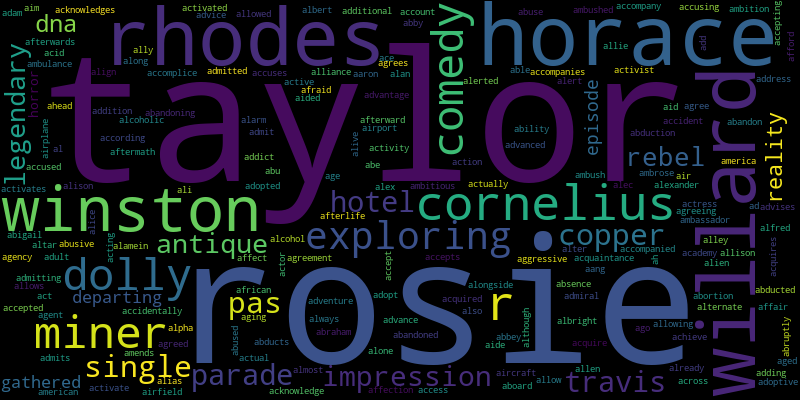 adam aim acknowledges activated advice allowed albert additional abby account abuse ambushed accompany accusing ambition accepting
dna rhodes horace
afterwards acid along ally accomplice admitted accuses alliance agrees ace aaron alan alerted accompanies activist allie able alert add afford
legendary ambulance horror align active afraid aided advantage comedy episode address
ahead addition abandoning alcoholic alarm admit according afterward airport ability advanced aid agree accident abandon
taylor
airplane al aftermath addict abu alive abe activity action ambush abduction america reality
accused rebel willard
activates alison ali adopted age alex ambitious actually ambrose air alec alexander actress ad advises
winston hotel cornelius
abigail altar abusive alice alamein acting afterlife alcohol agreeing ambassador alley alfred acquires
antique exploring copper
agency adult affect actor agreement accept accepts aggressive alter acquaintance accompanied ah academy allison alien
admitting dolly aang absence
allows departing african adventure adopt acquired alongside admiral abortion abducted
accepted act accidentally pas aging always advance also although r alternate affair
agent miner alpha abused abraham abandoned abbey albright ago allowing abruptly
admits amends agreed abducts actual alone aide acquire achieve aged
single rosie
gathered alias parade almost impression allen aircraft travis already adding
american activate airfield acknowledge affection access aboard allow across adoptive